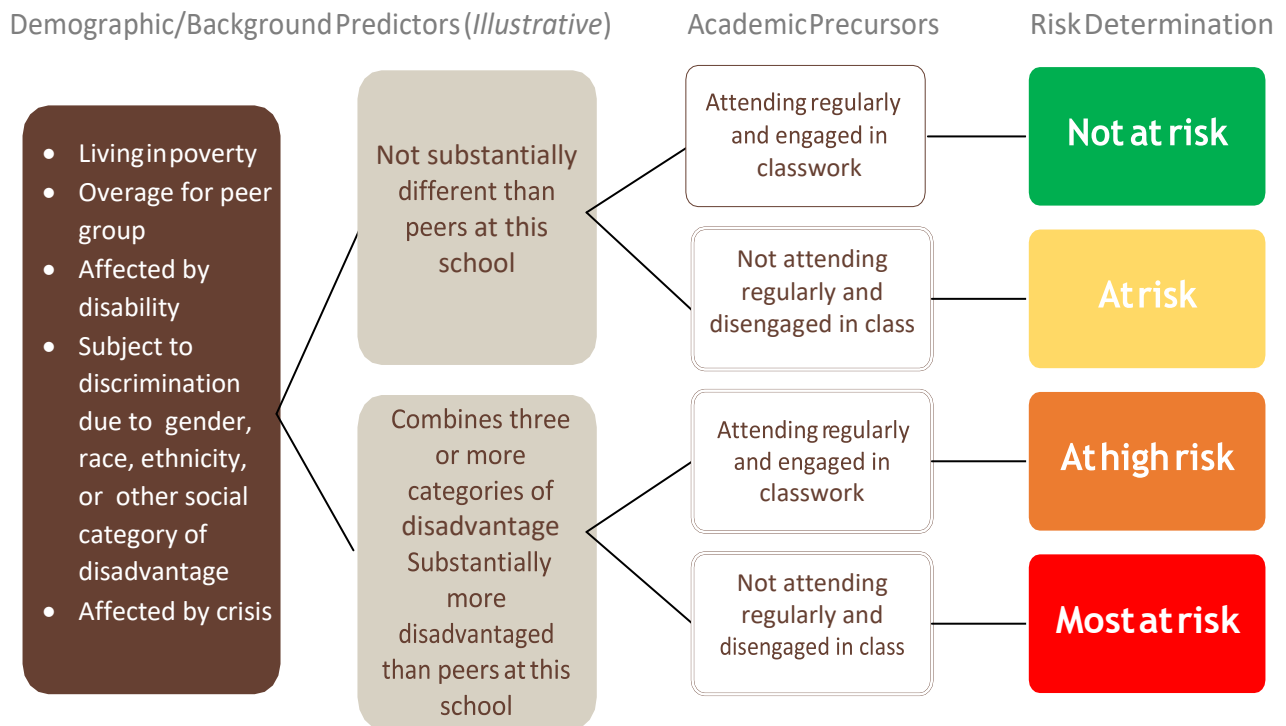 Demographic/Background Predictors (Illustrative)
Academic Precursors
Risk Determination
• Living in poverty
• Overage for peer
group
• Affected by
disability
• Subject to
discrimination
due to gender,
race, ethnicity,
or other social
category of
disadvantage
• Affected by crisis
Not substantially
different than
peers at this
school
Combines three
or more
categories of
disadvantage
Substantially
more
disadvantaged
than peers at this
school
Attending regularly
and engaged in
classwork
Not attending
regularly and
disengaged in class
Attending regularly
and engaged in
classwork
Not attending
regularly and
disengaged in class
Not at risk
At risk
At high risk
Most at risk